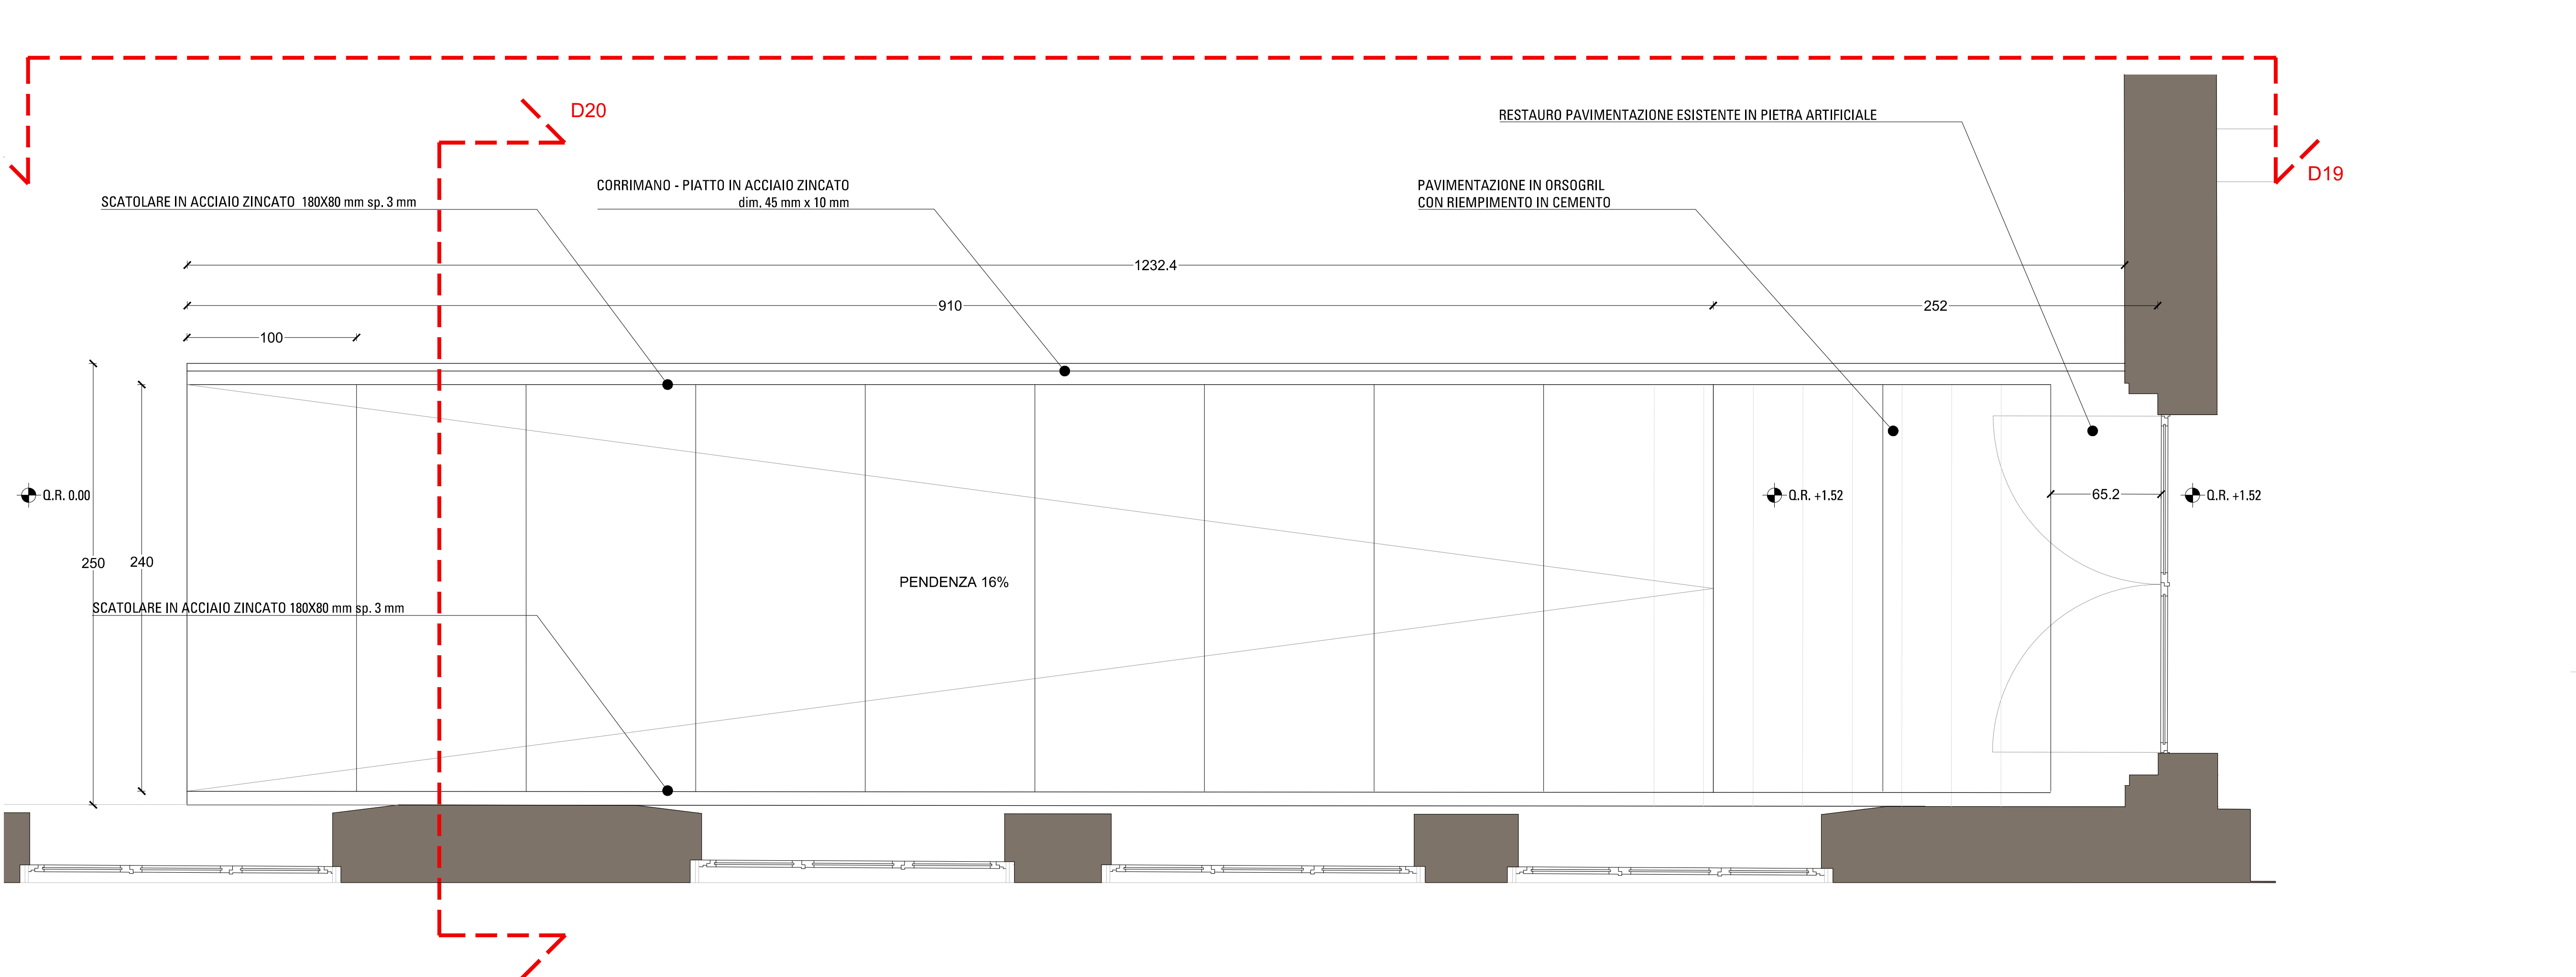 D20
RESTAURO PAVIMENTAZIONE ESISTENTE IN PIETRA ARTIFICIALE
D19
CORRIMANO - PIATTO IN ACCIAIO ZINCATO
dim. 45 mm x 10 mm
PAVIMENTAZIONE IN ORSOGRIL
CON RIEMPIMENTO IN CEMENTO
SCATOLARE IN ACCIAIO ZINCATO 180X80 mm sp. 3 mm
1232.4
910
252
100
Q.R. 0.00
Q.R. +1.52
65.2
Q.R. +1.52
250
240
PENDENZA 16%
SCATOLARE IN ACCIAIO ZINCATO 180X80 mm sp. 3 mm